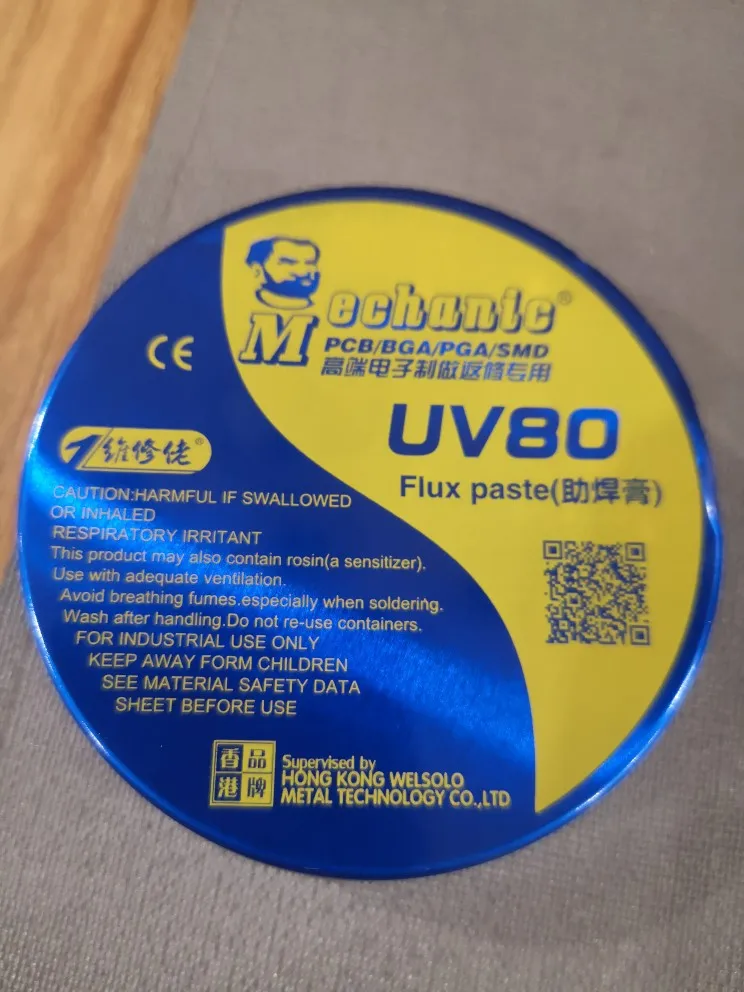 Mechanic®
PCB/BGA/PGA/SMD
高端电子制做返修专用
UV80
Flux paste(助焊膏)
CE
维修佬®
CAUTION:HARMFUL IF SWALLOWED
OR INHALED
RESPIRATORY IRRITANT
This product may also contain rosin(a sensitizer).
Use with adequate ventilation.
Avoid breathing fumes.especially when soldering.
Wash after handling.Do not re-use containers.
FOR INDUSTRIAL USE ONLY
KEEP AWAY FORM CHILDREN
SEE MATERIAL SAFETY DATA
SHEET BEFORE USE
香港品牌
Supervised by
HONG KONG WELSOLO
METAL TECHNOLOGY CO.,LTD